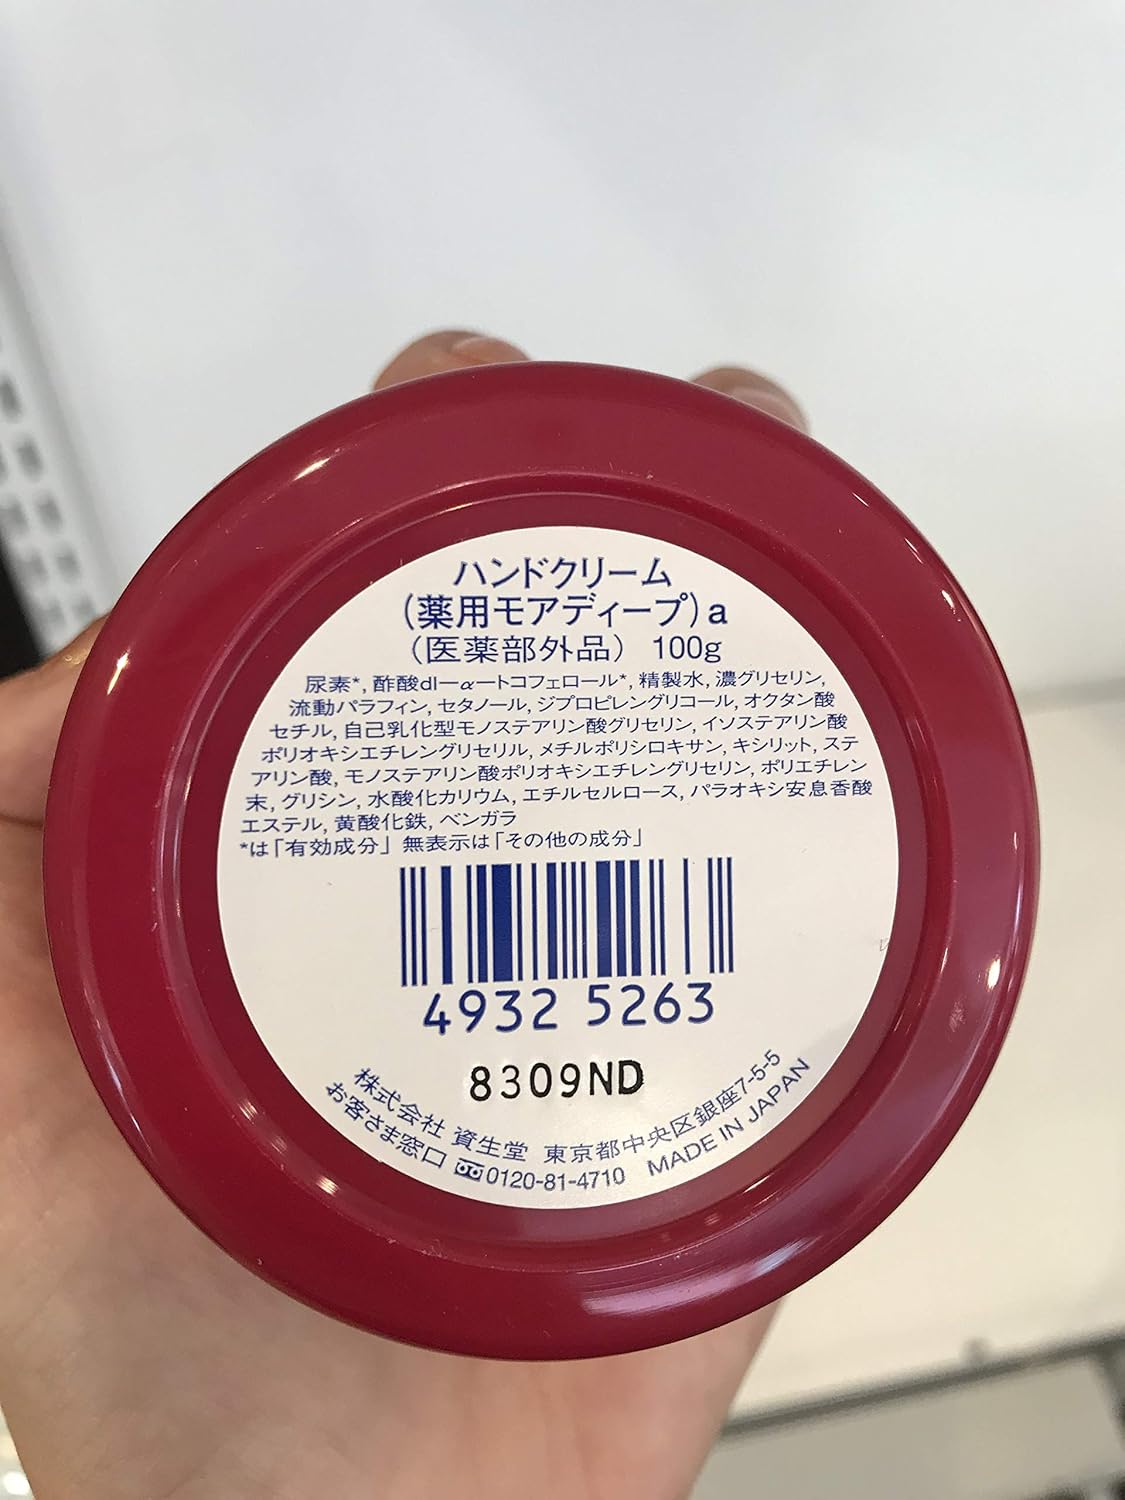 ハンドクリーム
(薬用モアディープ)a
(医薬部外品) 100g
尿素*, 酢酸dl－α－トコフェロール*, 精製水, 濃グリセリン,
流動パラフィン, セタノール, ジプロピレングリコール, オクタン酸
セチル, 自己乳化型モノステアリン酸グリセリン, イソステアリン酸
ポリオキシエチレングリセリル, メチルポリシロキサン, キシリット, ステ
アリン酸, モノステアリン酸ポリオキシエチレングリセリン, ポリエチレン
末, グリシン, 水酸化カリウム, エチルセルロース, パラオキシ安息香酸
エステル, 黄酸化鉄, ベンガラ
*は「有効成分」 無表示は「その他の成分」
4932 5263
8309ND
株式会社 資生堂 東京都中央区銀座7-5-5
お客さま窓口 0120-81-4710 MADE IN JAPAN